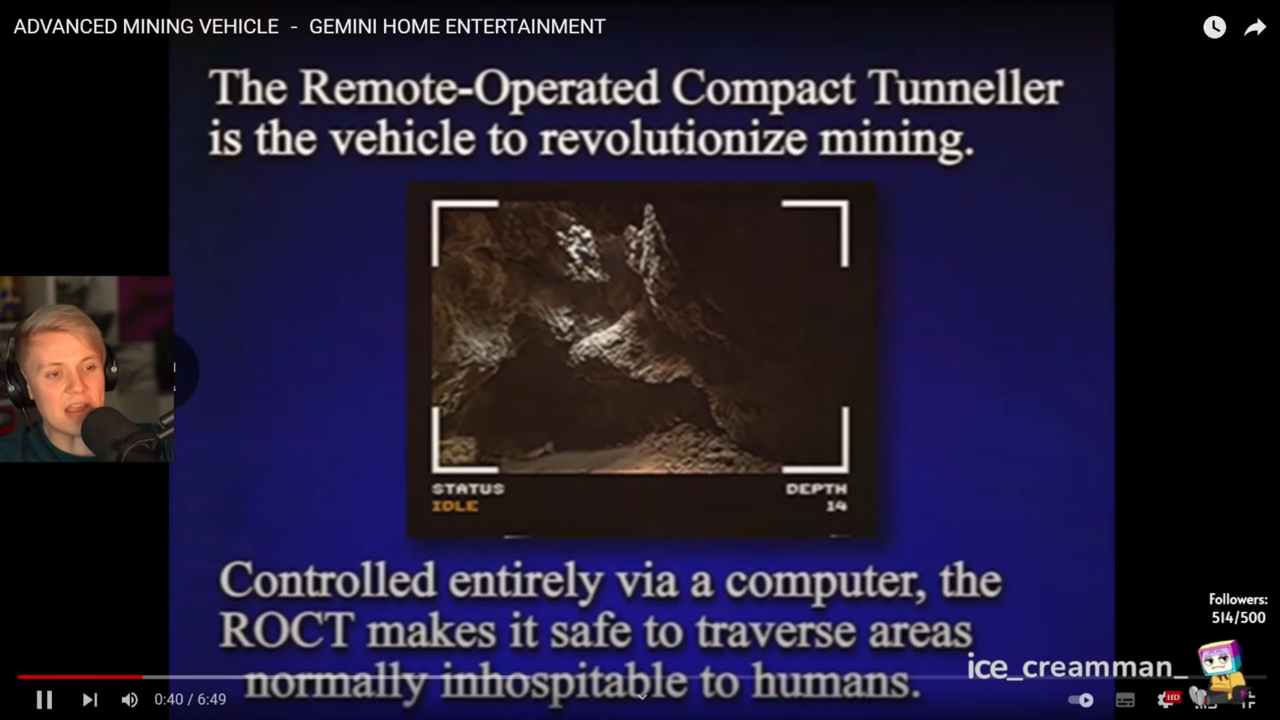 ADVANCED MINING VEHICLE - GEMINI HOME ENTERTAINMENT
The Remote-Operated Compact Tunneller
is the vehicle to revolutionize mining.
STATUS
IDLE
DEPTH
14
Controlled entirely via a computer, the
ROCT makes it safe to traverse areas
normally inhospitable to humans.
Followers:
514/500
ice_creamman_
0:40 / 6:49
HD